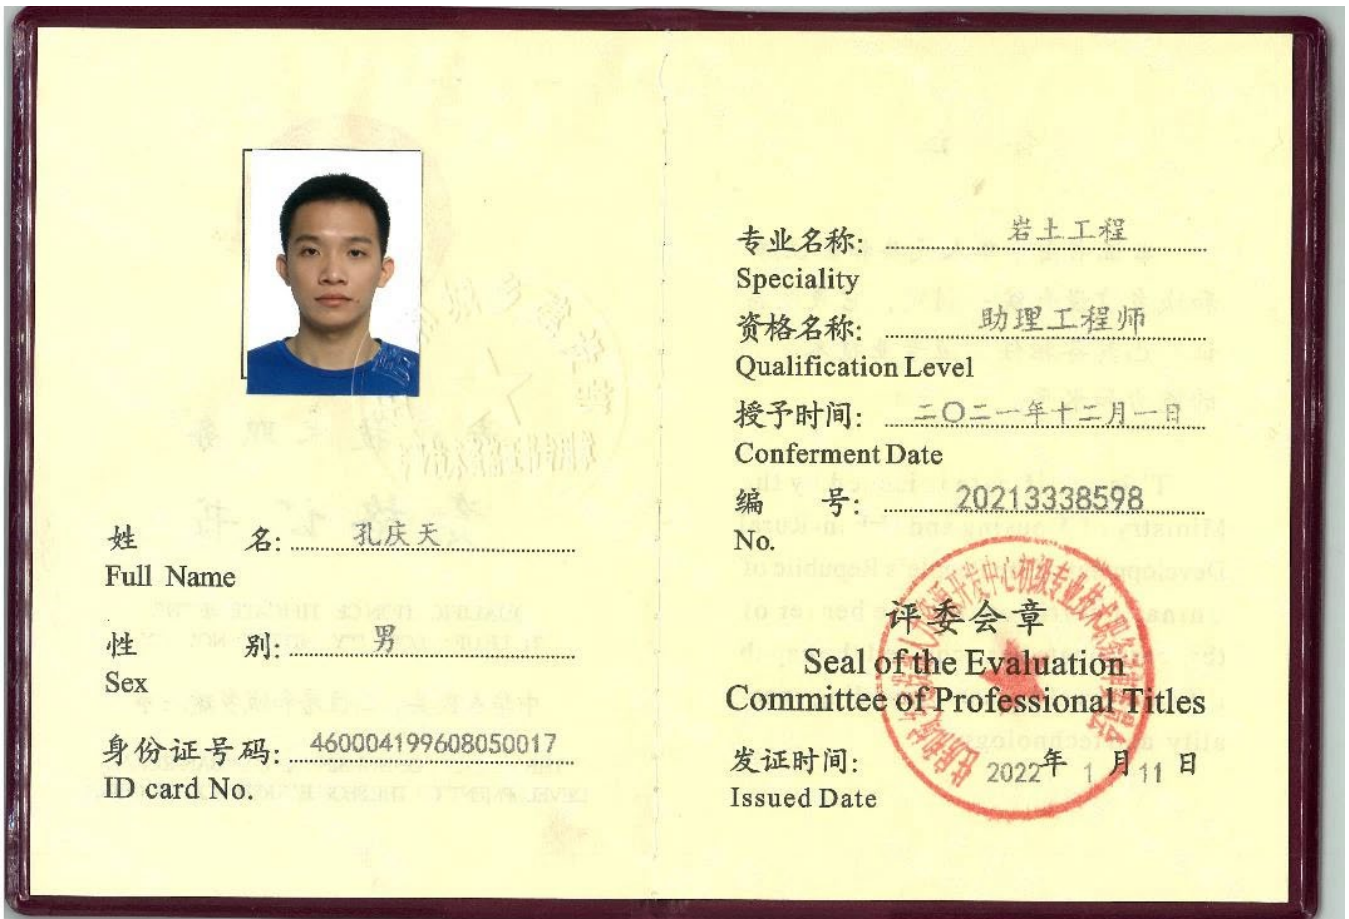 姓 名: 孔庆天
Full Name
性 别: 男
Sex
身份证号码: 460004199608050017
ID card No.
专业名称: 岩土工程
Speciality
资格名称: 助理工程师
Qualification Level
授予时间: 二〇二一年十二月一日
Conferment Date
编 号: 20213338598
No.
评委会章
Seal of the Evaluation
Committee of Professional Titles
发证时间: 2022年 1 月 11 日
Issued Date